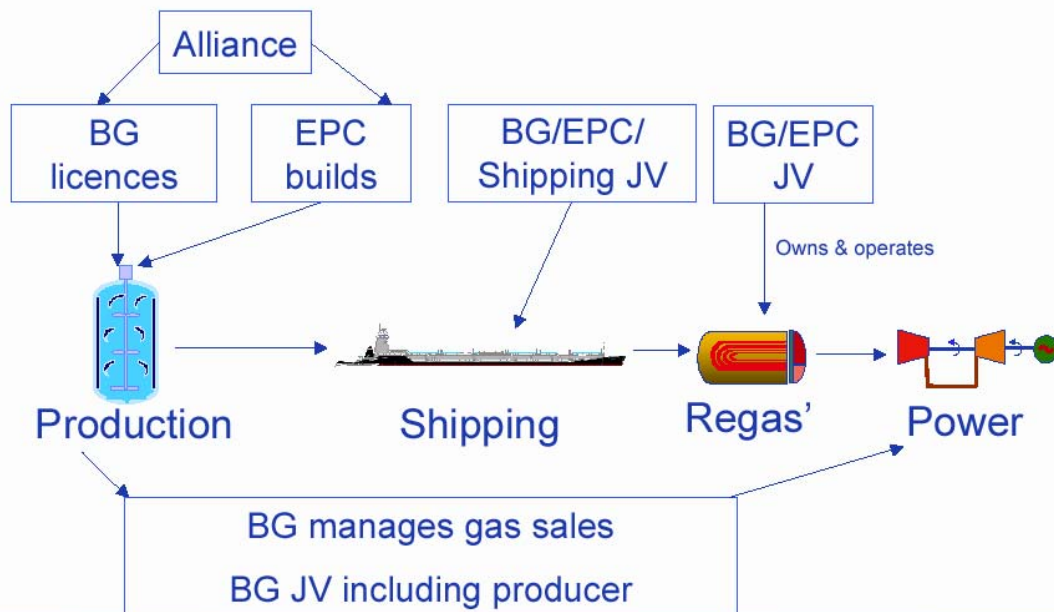 Alliance
BG
licences
EPC
builds
BG/EPC/
Shipping JV
BG/EPC
JV
Owns & operates
Production
Shipping
Regas’
Power
BG manages gas sales
BG JV including producer